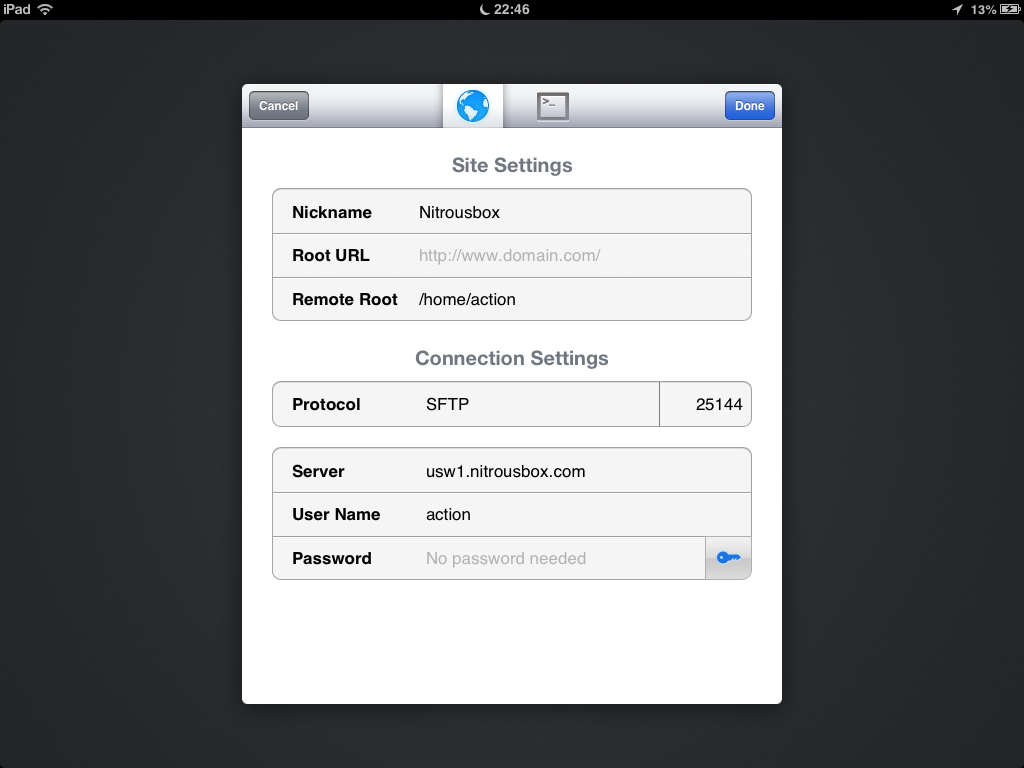 iPad 22:46 13%
Cancel >_ Done
Site Settings
Nickname Nitrousbox
Root URL http://www.domain.com/
Remote Root /home/action
Connection Settings
Protocol SFTP 25144
Server usw1.nitrousbox.com
User Name action
Password No password needed